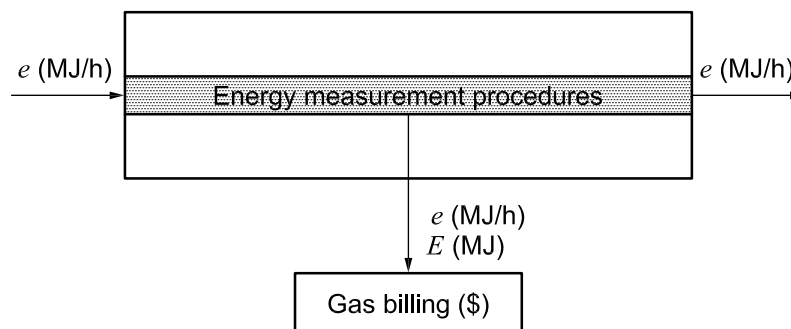 e (MJ/h)
Energy measurement procedures
e (MJ/h)
e (MJ/h)
E (MJ)
Gas billing ($)